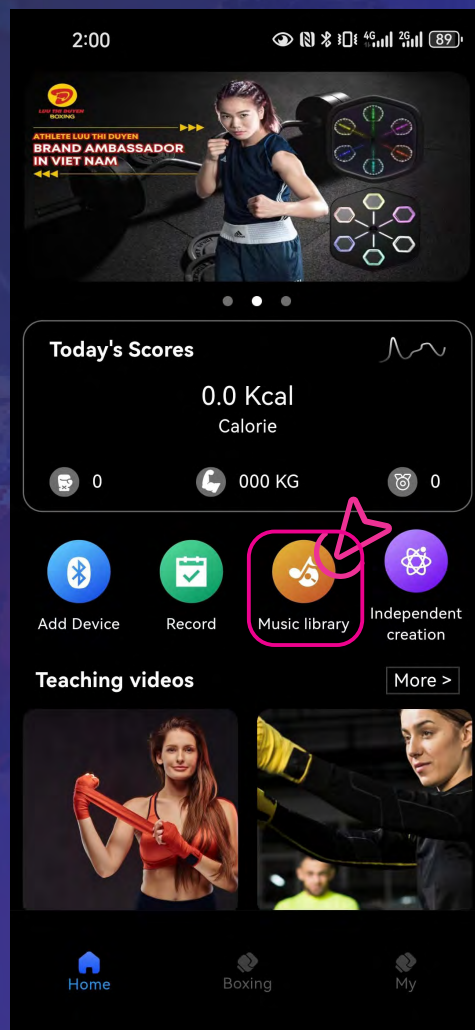 2:00
4G
2G
89
LUU THI DUYEN
BOXING
ATHLETE LUU THI DUYEN
BRAND AMBASSADOR
IN VIET NAM
Today's Scores
0.0 Kcal
Calorie
0
000 KG
0
Add Device
Record
Music library
Independent
creation
Teaching videos
More >
Home
Boxing
My